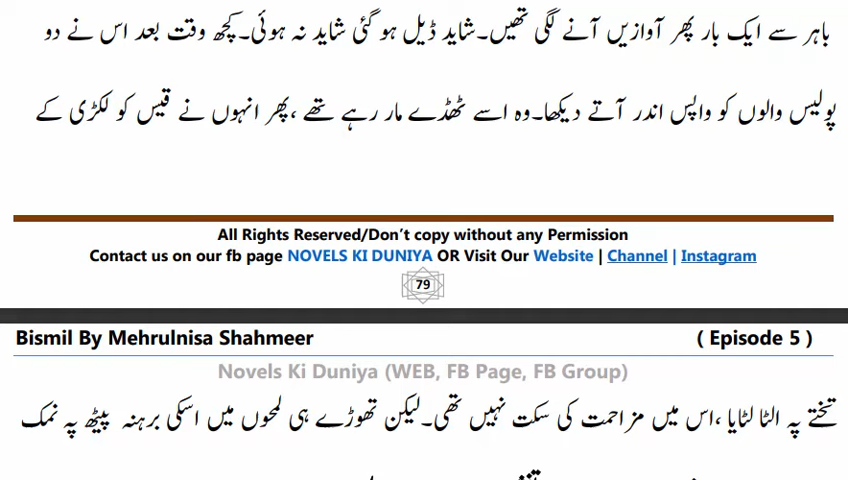 باہر سے ایک بار پھر آوازیں آنے لگی تھیں۔شاید ڈیل ہو گئی شاید نہ ہوئی۔کچھ وقت بعد اس نے دو
پولیس والوں کو واپس اندر آتے دیکھا۔وہ اسے ٹھڈے مار رہے تھے ،پھر انہوں نے قیس کو لکڑی کے
All Rights Reserved/Don’t copy without any Permission
Contact us on our fb page NOVELS KI DUNIYA OR Visit Our Website | Channel | Instagram
79
Bismil By Mehrulnisa Shahmeer ( Episode 5 )
Novels Ki Duniya (WEB, FB Page, FB Group)
تختے پہ الٹا لٹایا ،اس میں مزاحمت کی سکت نہیں تھی۔لیکن تھوڑے ہی لمحوں میں اسکی برہنہ پیٹھ پہ نمک